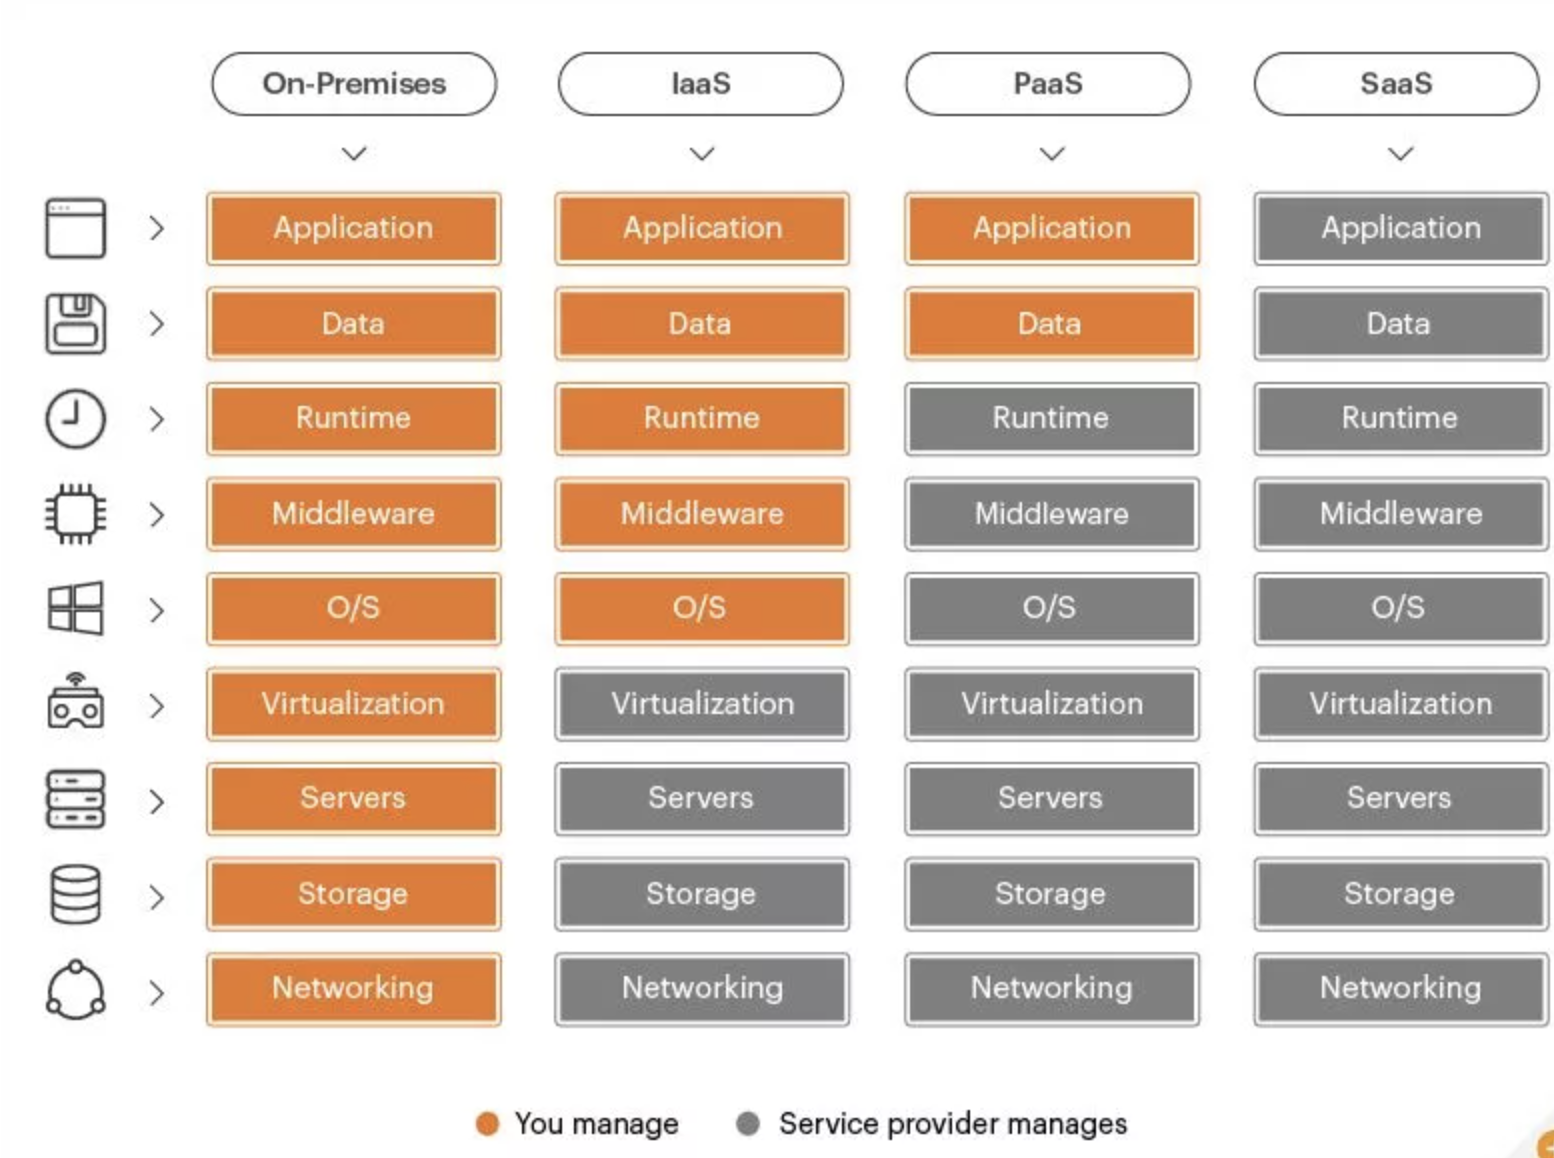 On-Premises IaaS PaaS SaaS
Application Application Application Application
Data Data Data Data
Runtime Runtime Runtime Runtime
Middleware Middleware Middleware Middleware
O/S O/S O/S O/S
Virtualization Virtualization Virtualization Virtualization
Servers Servers Servers Servers
Storage Storage Storage Storage
Networking Networking Networking Networking
You manage Service provider manages